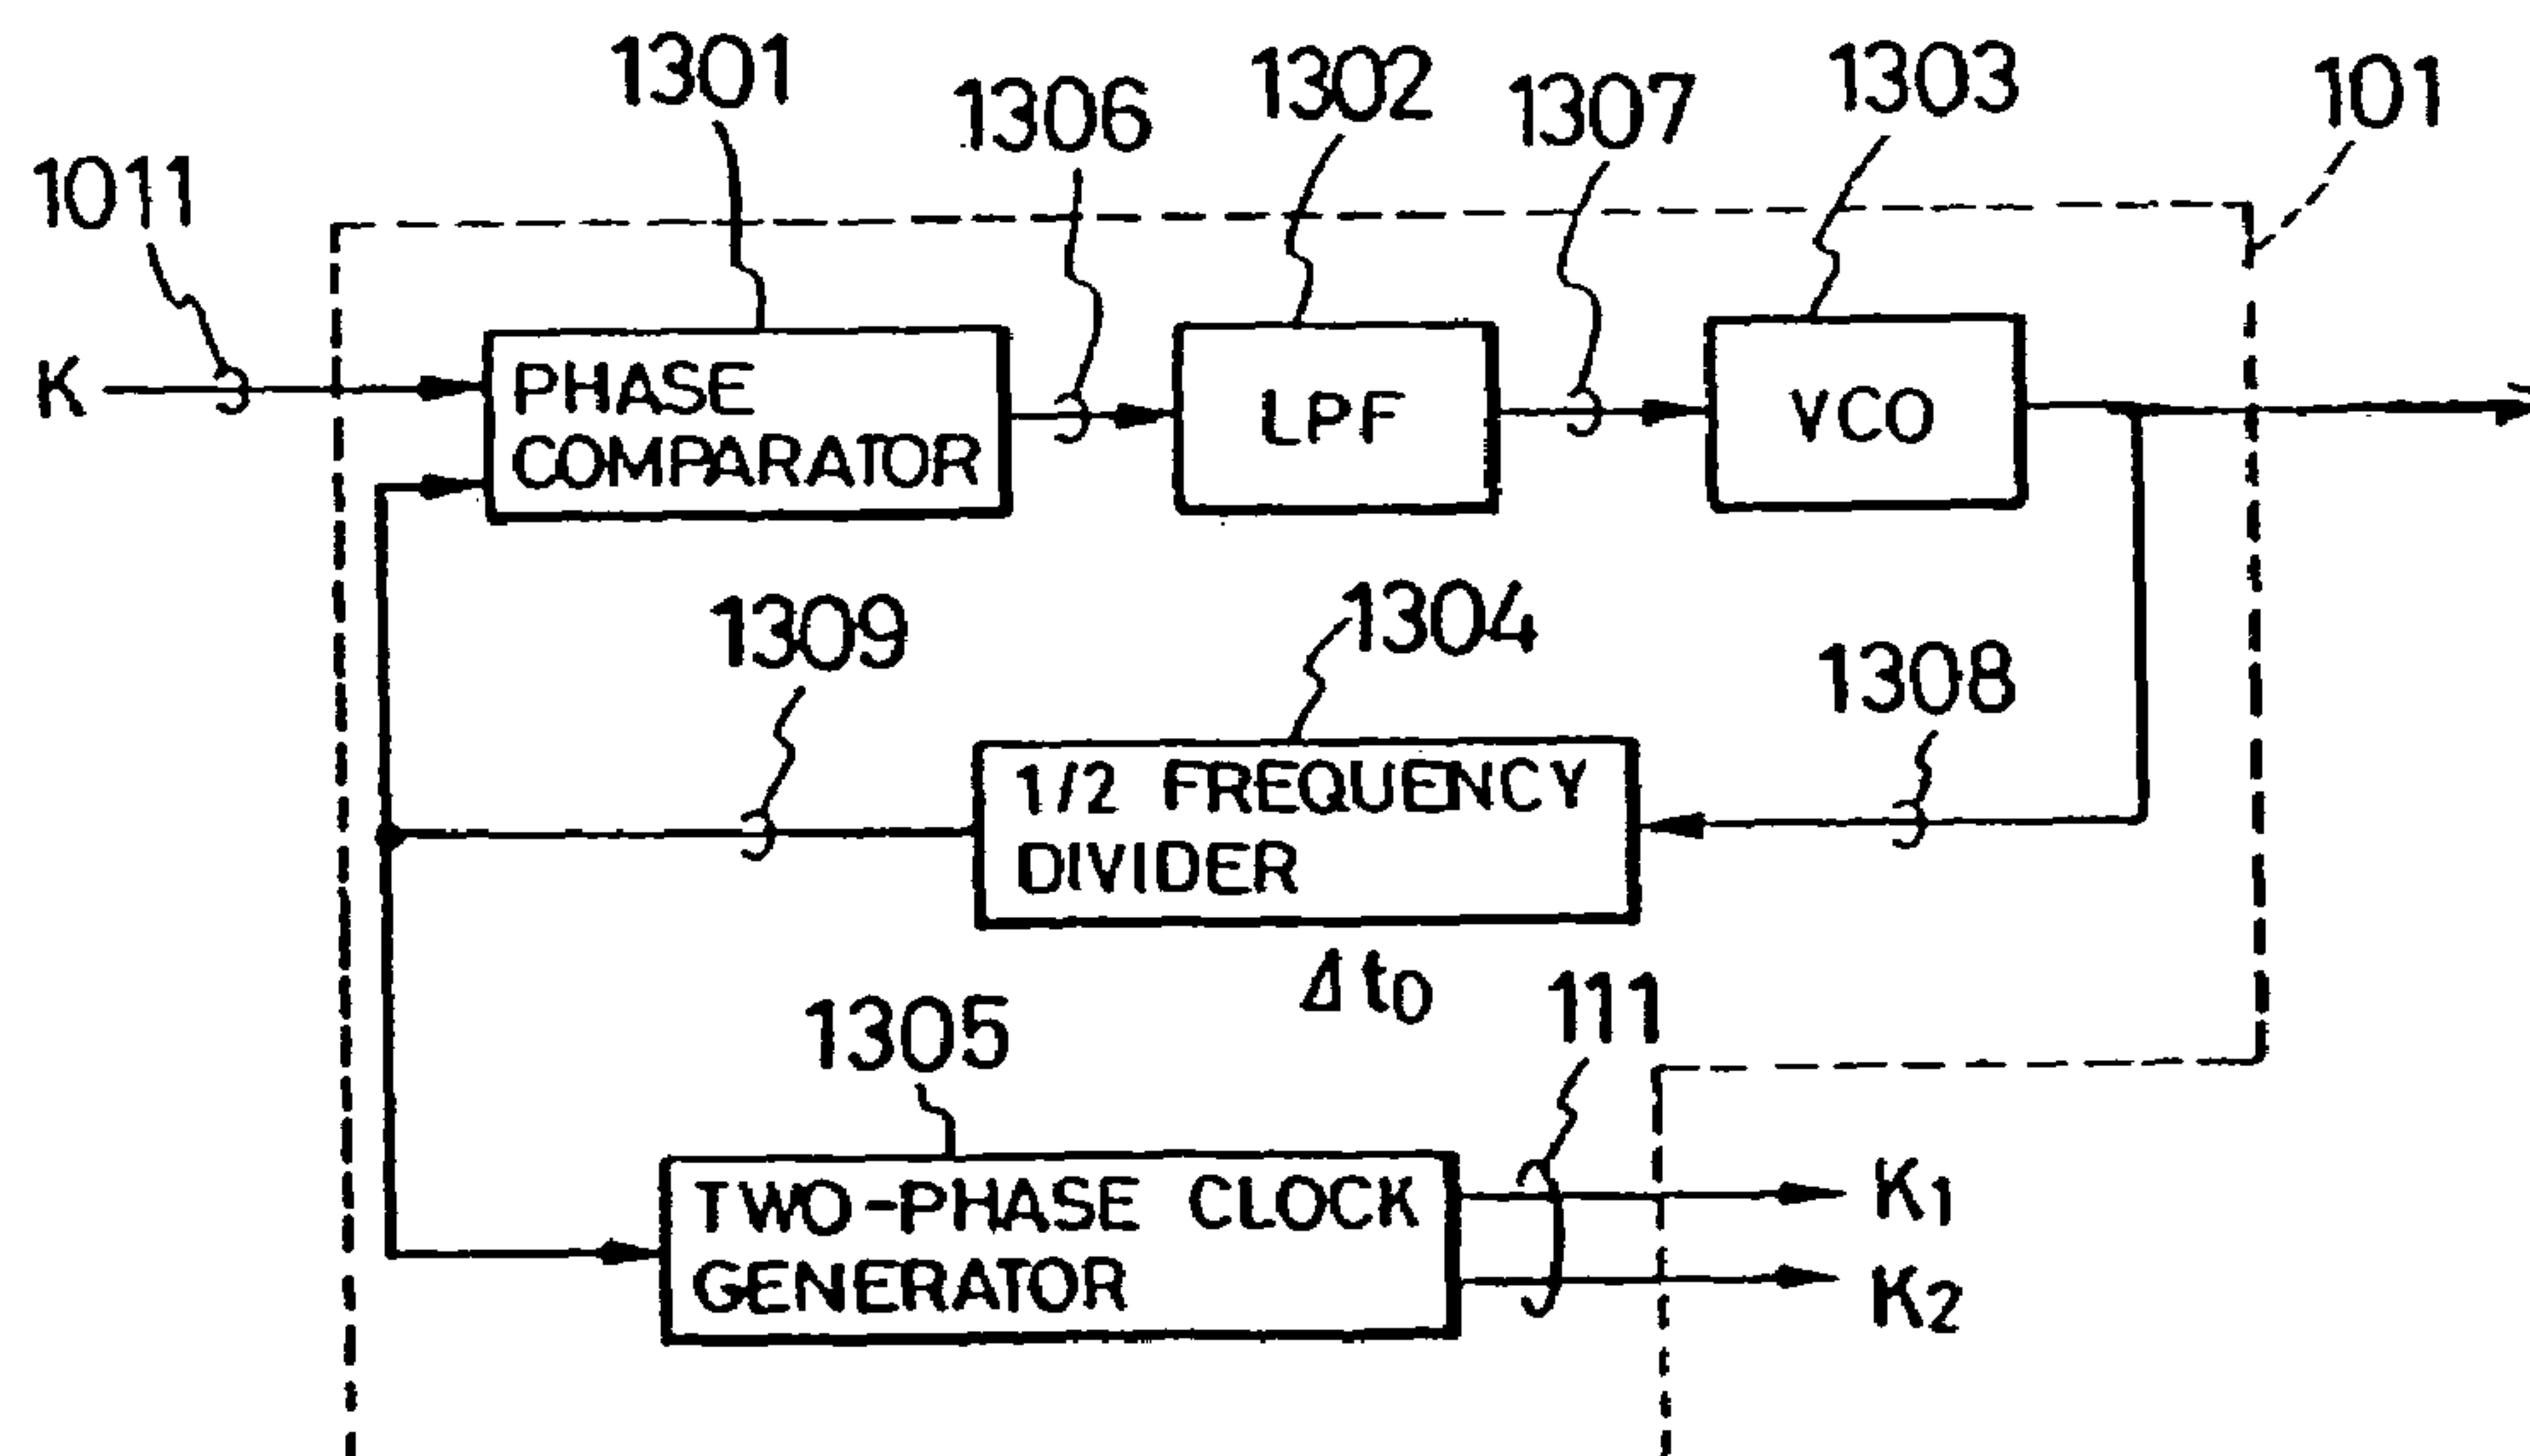 1301
1306
1302
1307
1303
101
1011
K
PHASE
COMPARATOR
LPF
VCO
1309
1304
1308
1/2 FREQUENCY
DIVIDER
Δt0
111
1305
TWO-PHASE CLOCK
GENERATOR
K1
K2